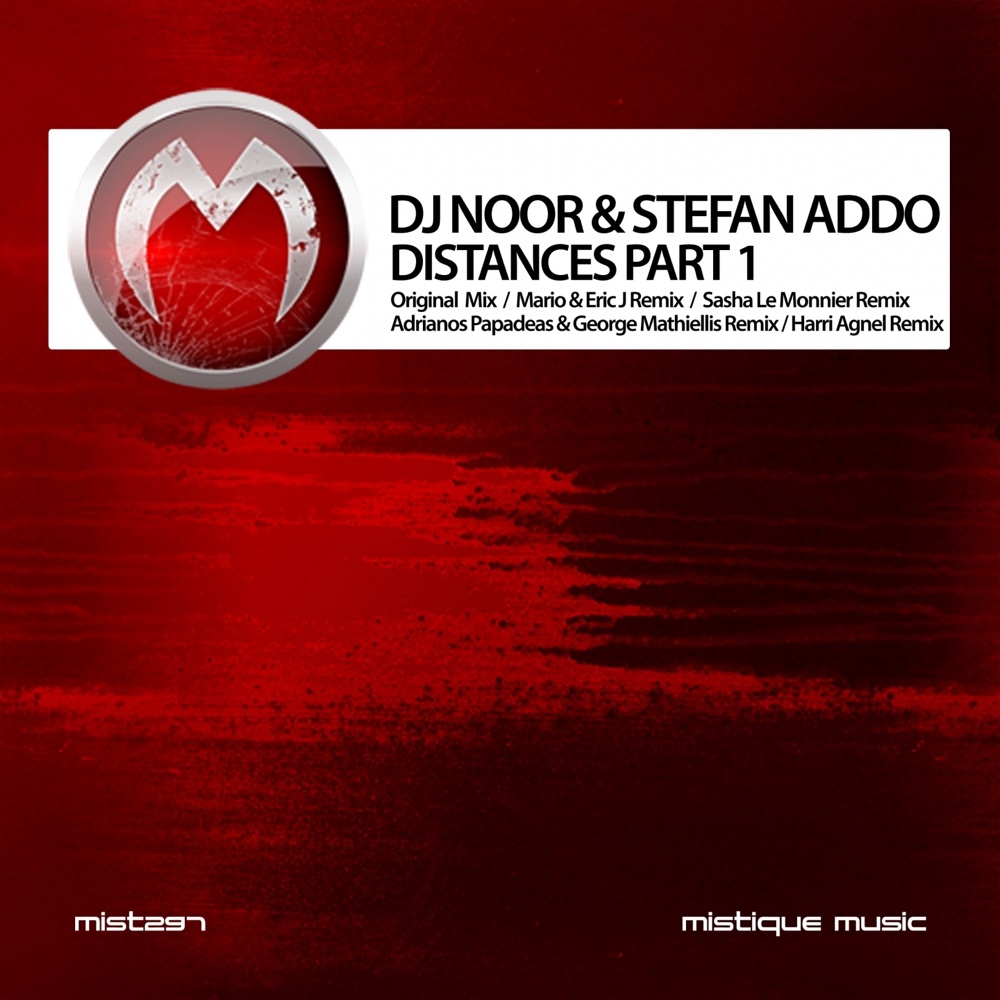 DJ NOOR & STEFAN ADDO
DISTANCES PART 1
Original Mix / Mario & Eric J Remix / Sasha Le Monnier Remix
Adrianos Papadeas & George Mathiellis Remix / Harri Agnel Remix
M
mist297
mistique music